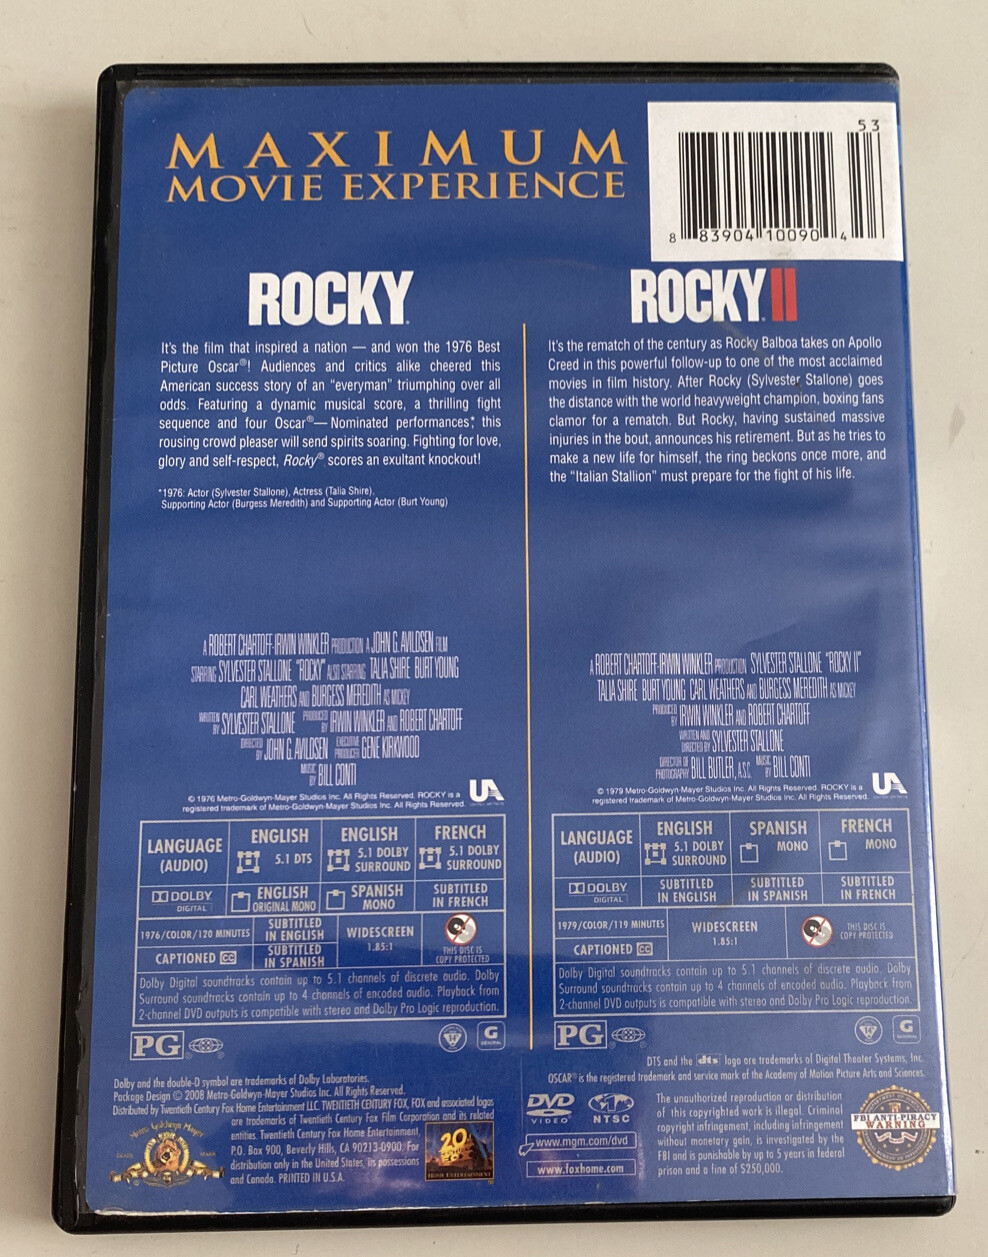 MAXIMUM
MOVIE EXPERIENCE
53
8 83904 10090 4
ROCKY
It's the film that inspired a nation — and won the 1976 Best
Picture Oscar®! Audiences and critics alike cheered this
American success story of an "everyman" triumphing over all
odds. Featuring a dynamic musical score, a thrilling fight
sequence and four Oscar®—Nominated performances,* this
rousing crowd pleaser will send spirits soaring. Fighting for love,
glory and self-respect, Rocky® scores an exultant knockout!
*1976: Actor (Sylvester Stallone), Actress (Talia Shire),
Supporting Actor (Burgess Meredith) and Supporting Actor (Burt Young)
A ROBERT CHARTOFF-IRWIN WINKLER PRODUCTION A JOHN G. AVILDSEN FILM
STARRING SYLVESTER STALLONE "ROCKY" ALSO STARRING TALIA SHIRE BURT YOUNG
CARL WEATHERS AND BURGESS MEREDITH AS MICKEY
WRITTEN BY SYLVESTER STALLONE PRODUCED BY IRWIN WINKLER AND ROBERT CHARTOFF
DIRECTED BY JOHN G. AVILDSEN EXECUTIVE PRODUCER GENE KIRKWOOD
MUSIC BY BILL CONTI
© 1976 Metro-Goldwyn-Mayer Studios Inc. All Rights Reserved. ROCKY is a
registered trademark of Metro-Goldwyn-Mayer Studios Inc. All Rights Reserved.
UA
LANGUAGE
(AUDIO)
ENGLISH
5.1 DTS
ENGLISH
5.1 DOLBY
SURROUND
FRENCH
5.1 DOLBY
SURROUND
DOLBY
DIGITAL
ENGLISH
ORIGINAL MONO
SPANISH
MONO
SUBTITLED
IN FRENCH
1976/COLOR/120 MINUTES
SUBTITLED
IN ENGLISH
WIDESCREEN
1.85:1
THIS DISC IS
COPY PROTECTED
CAPTIONED CC
SUBTITLED
IN SPANISH
Dolby Digital soundtracks contain up to 5.1 channels of discrete audio. Dolby
Surround soundtracks contain up to 4 channels of encoded audio. Playback from
2-channel DVD outputs is compatible with stereo and Dolby Pro Logic reproduction.
PG
14
G
GENERAL
ROCKY II
It's the rematch of the century as Rocky Balboa takes on Apollo
Creed in this powerful follow-up to one of the most acclaimed
movies in film history. After Rocky (Sylvester Stallone) goes
the distance with the world heavyweight champion, boxing fans
clamor for a rematch. But Rocky, having sustained massive
injuries in the bout, announces his retirement. But as he tries to
make a new life for himself, the ring beckons once more, and
the "Italian Stallion" must prepare for the fight of his life.
A ROBERT CHARTOFF-IRWIN WINKLER PRODUCTION SYLVESTER STALLONE "ROCKY II"
TALIA SHIRE BURT YOUNG CARL WEATHERS AND BURGESS MEREDITH AS MICKEY
PRODUCED BY IRWIN WINKLER AND ROBERT CHARTOFF
WRITTEN AND DIRECTED BY SYLVESTER STALLONE
DIRECTOR OF PHOTOGRAPHY BILL BUTLER, A.S.C. MUSIC BY BILL CONTI
© 1979 Metro-Goldwyn-Mayer Studios Inc. All Rights Reserved. ROCKY is a
registered trademark of Metro-Goldwyn-Mayer Studios Inc. All Rights Reserved.
UA
LANGUAGE
(AUDIO)
ENGLISH
5.1 DOLBY
SURROUND
SPANISH
MONO
FRENCH
MONO
DOLBY
DIGITAL
SUBTITLED
IN ENGLISH
SUBTITLED
IN SPANISH
SUBTITLED
IN FRENCH
1979/COLOR/119 MINUTES
WIDESCREEN
1.85:1
THIS DISC IS
COPY PROTECTED
CAPTIONED CC
Dolby Digital soundtracks contain up to 5.1 channels of discrete audio. Dolby
Surround soundtracks contain up to 4 channels of encoded audio. Playback from
2-channel DVD outputs is compatible with stereo and Dolby Pro Logic reproduction.
PG
14
G
GENERAL
DTS and the dts logo are trademarks of Digital Theater Systems, Inc.
OSCAR® is the registered trademark and service mark of the Academy of Motion Picture Arts and Sciences.
Dolby and the double-D symbol are trademarks of Dolby Laboratories.
Package Design © 2008 Metro-Goldwyn-Mayer Studios Inc. All Rights Reserved.
Distributed by Twentieth Century Fox Home Entertainment LLC. TWENTIETH CENTURY FOX, FOX and associated logos
are trademarks of Twentieth Century Fox Film Corporation and its related
entities. Twentieth Century Fox Home Entertainment,
P.O. Box 900, Beverly Hills, CA 90213-0900. For
distribution only in the United States, its possessions
and Canada. PRINTED IN U.S.A.
Metro Goldwyn Mayer
20
HOME ENTERTAINMENT
DVD
VIDEO
NTSC
www.mgm.com/dvd
www.foxhome.com
The unauthorized reproduction or distribution
of this copyrighted work is illegal. Criminal
copyright infringement, including infringement
without monetary gain, is investigated by the
FBI and is punishable by up to 5 years in federal
prison and a fine of $250,000.
FBI ANTI-PIRACY
WARNING